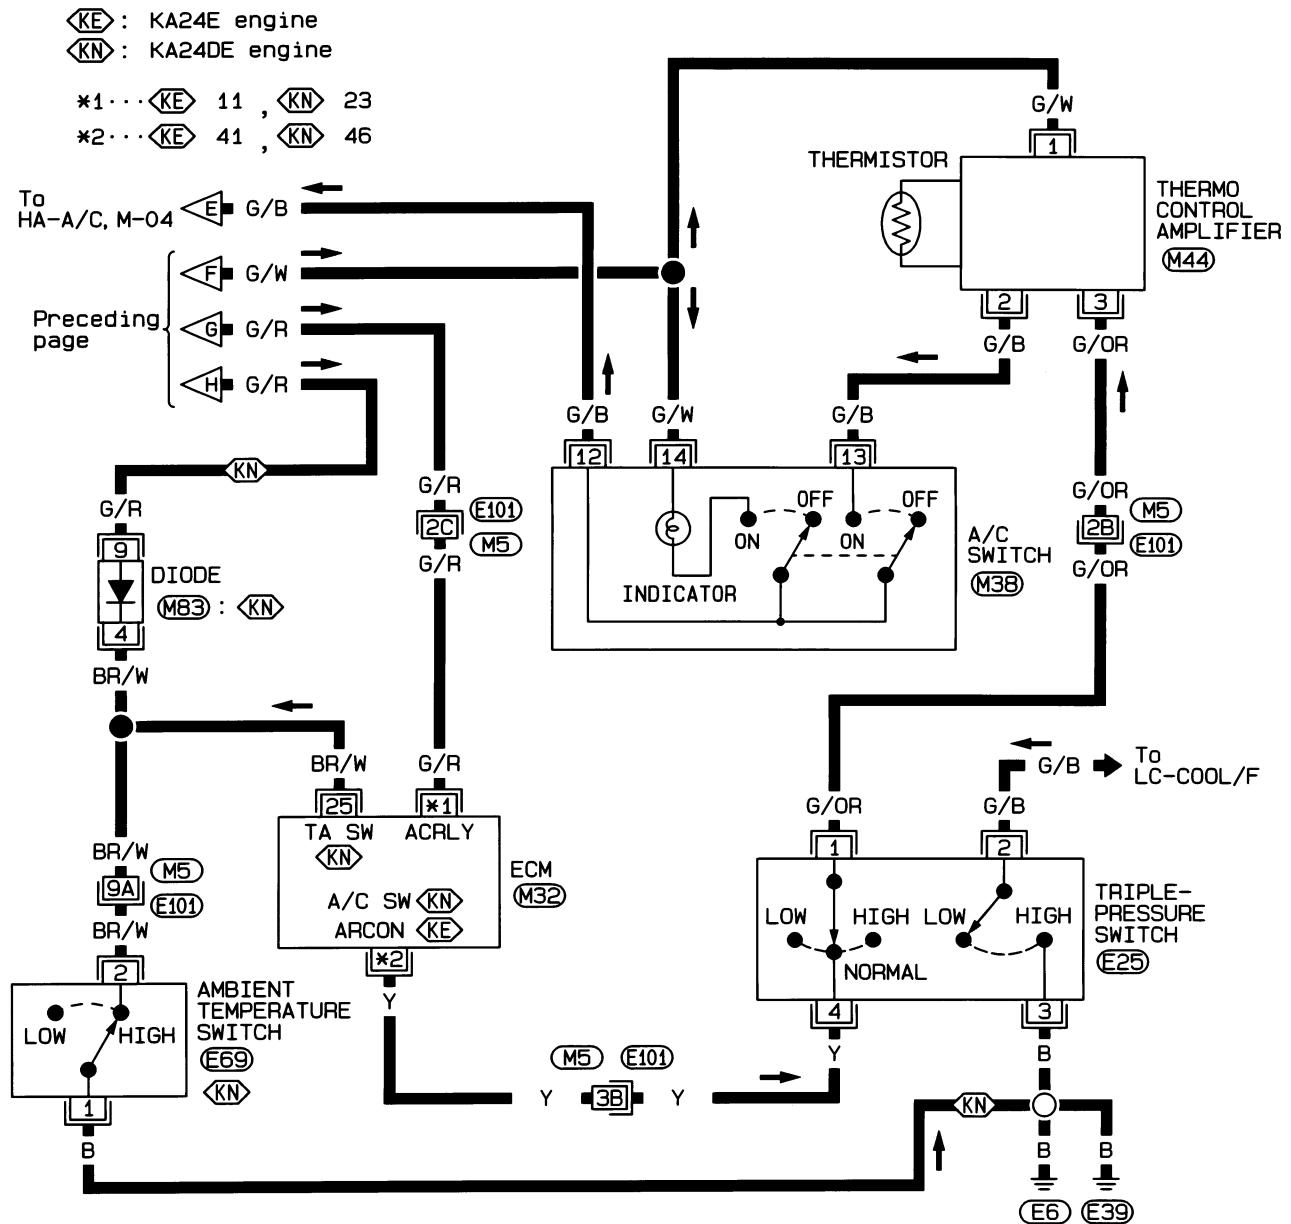 KE : KA24E engine
KN : KA24DE engine
*1··· KE 11 , KN 23
*2··· KE 41 , KN 46
To
HA-A/C, M-04
E G/B
F G/W
Preceding
page
G G/R
H G/R
G/W
1
THERMISTOR
THERMO
CONTROL
AMPLIFIER
M44
2 3
G/B G/OR
G/B G/W G/B
12 14 13
OFF OFF
ON ON
INDICATOR
A/C
SWITCH
M38
KN
G/R
9
DIODE
M83 : KN
4
BR/W
G/R
E101
2C
M5
G/R
G/OR
M5
2B
E101
G/OR
BR/W G/R
25 *1
TA SW ACRLY
KN
A/C SW KN
ARCON KE
ECM
M32
*2
Y
BR/W
M5
9A
E101
BR/W
2
AMBIENT
TEMPERATURE
SWITCH
LOW HIGH
E69
KN
1
B
M5 E101
Y 3B Y
G/B
To
LC-COOL/F
G/OR G/B
1 2
LOW HIGH LOW HIGH
NORMAL
TRIPLE-
PRESSURE
SWITCH
E25
4 3
Y B
KN
B B
E6 E39